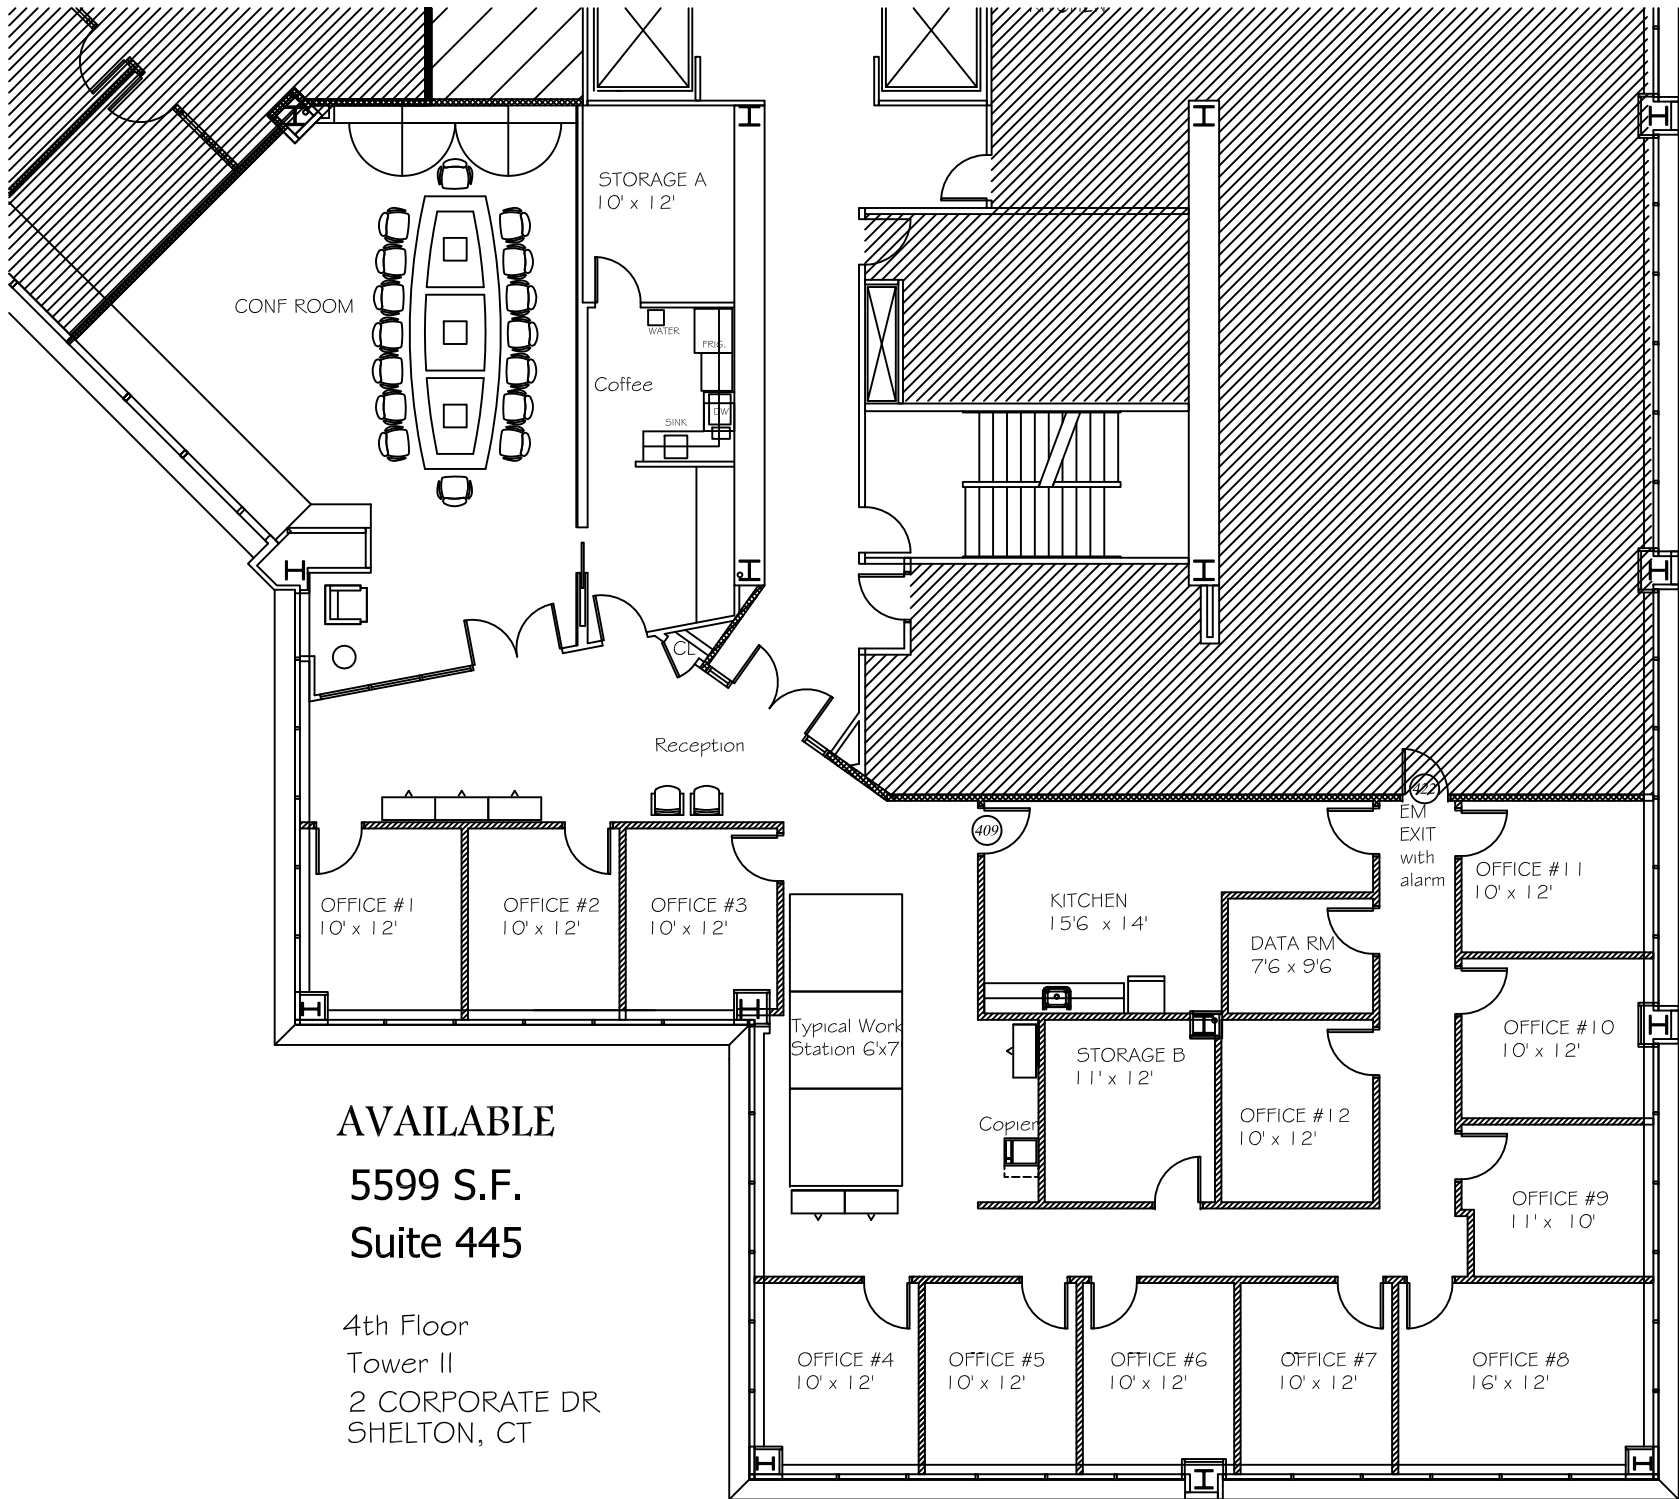 KITCHEN
STORAGE A
10' x 12'
CONF ROOM
WATER
FRIG.
Coffee
DW
SINK
CL
Reception
422
EM
EXIT
with
alarm
409
OFFICE #11
10' x 12'
KITCHEN
15'6 x 14'
OFFICE #1
10' x 12'
OFFICE #2
10' x 12'
OFFICE #3
10' x 12'
DATA RM
7'6 x 9'6
Typical Work
Station 6'x7'
OFFICE #10
10' x 12'
STORAGE B
11' x 12'
Copier
OFFICE #12
10' x 12'
OFFICE #9
11' x 10'
AVAILABLE
5599 S.F.
Suite 445
4th Floor
Tower II
2 CORPORATE DR
SHELTON, CT
OFFICE #4
10' x 12'
OFFICE #5
10' x 12'
OFFICE #6
10' x 12'
OFFICE #7
10' x 12'
OFFICE #8
16' x 12'